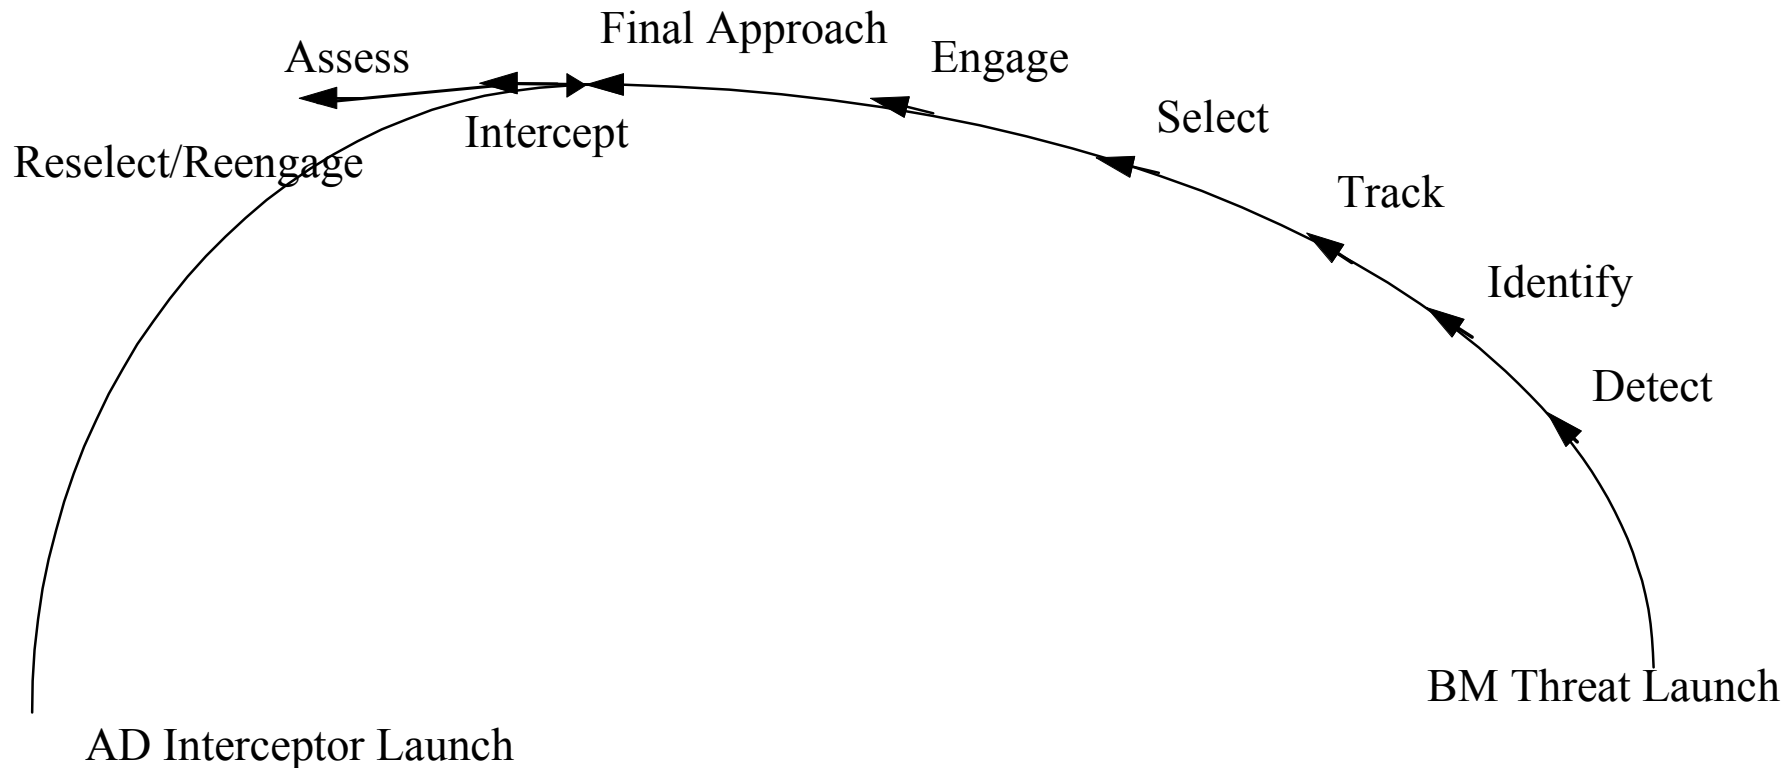 Final Approach
Assess
Engage
Select
Intercept
Reselect/Reengage
Track
Identify
Detect
BM Threat Launch
AD Interceptor Launch